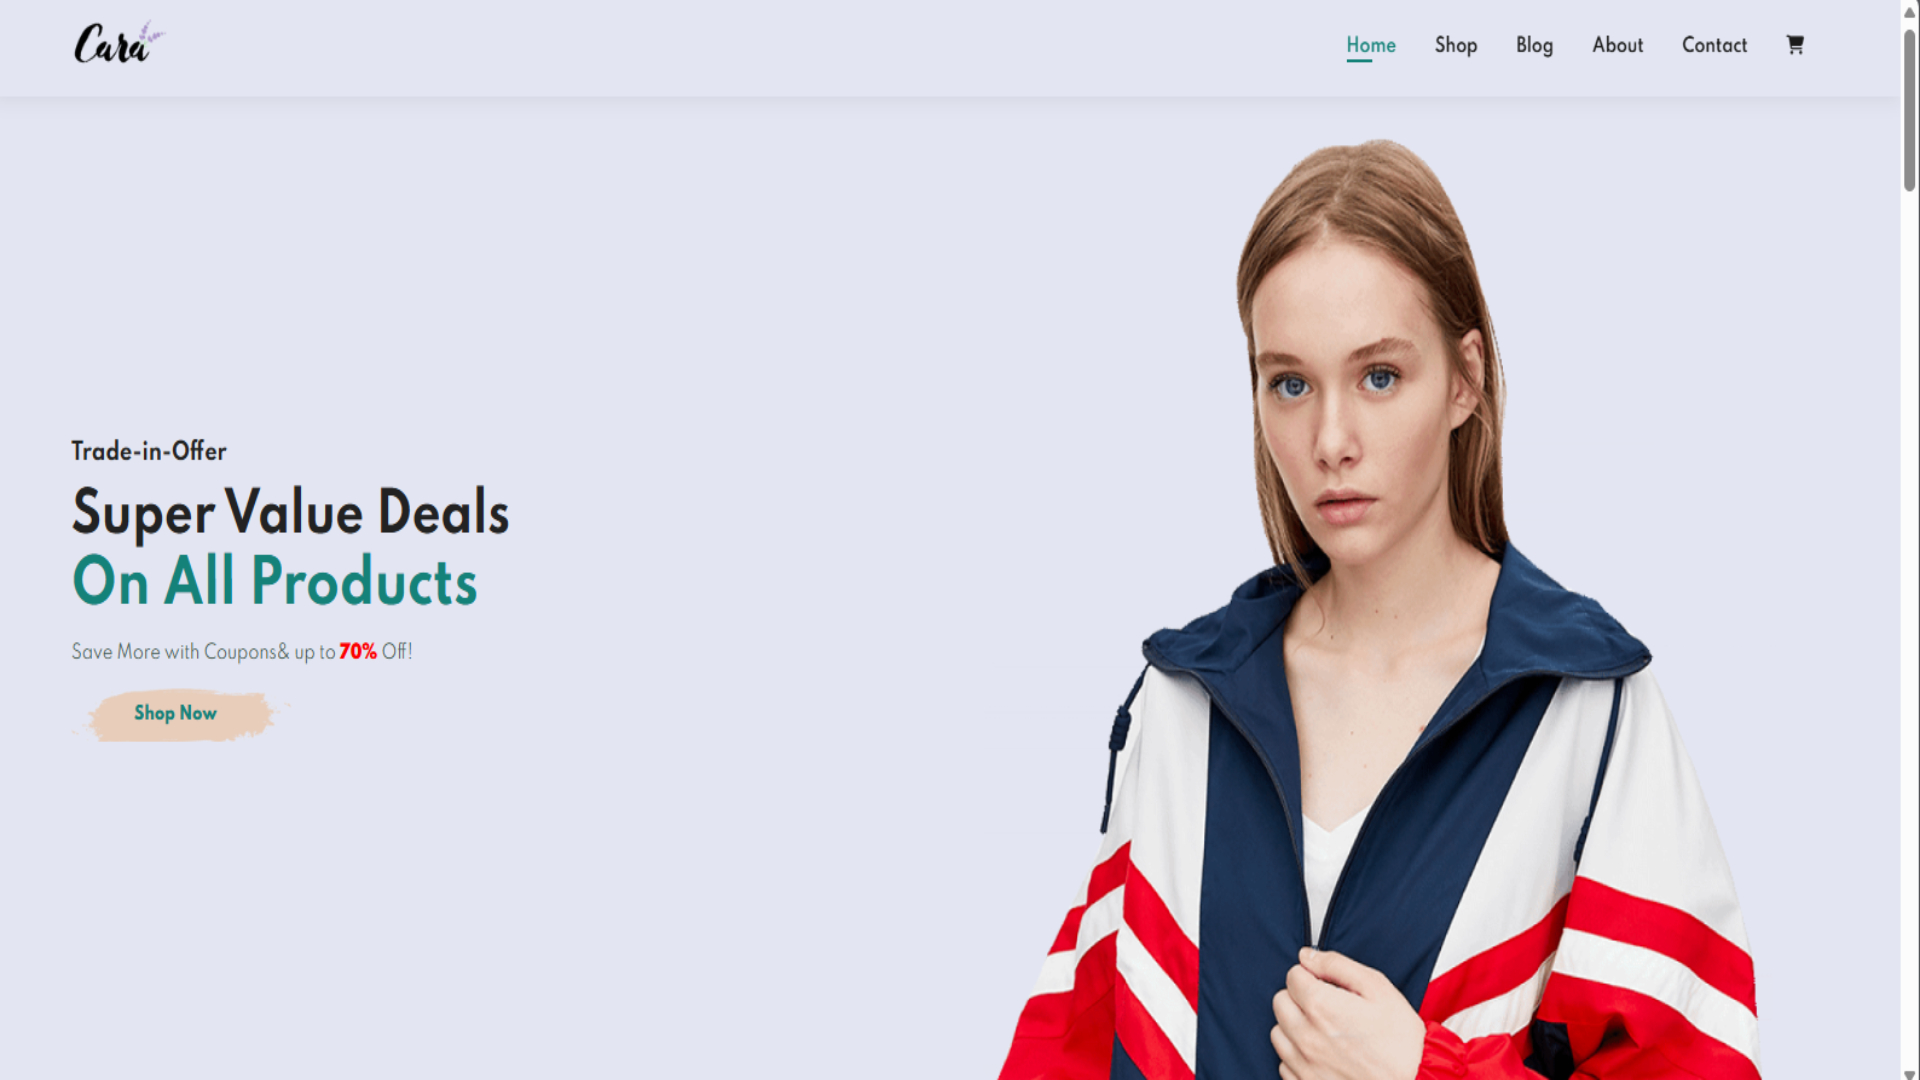 Cara
Home Shop Blog About Contact
Trade-in-Offer
Super Value Deals
On All Products
Save More with Coupons& up to 70% Off!
Shop Now